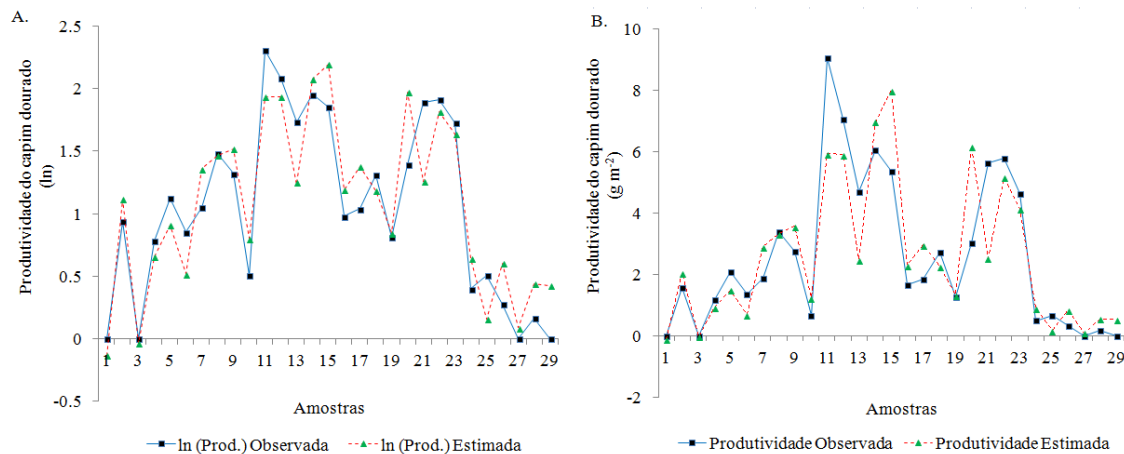 A.
Produtividade do capim dourado
(ln)
2.5
2
1.5
1
0.5
0
-0.5
1 3 5 7 9 11 13 15 17 19 21 23 25 27 29
Amostras
ln (Prod.) Observada ln (Prod.) Estimada
B.
Produtividade do capim dourado
(g m-2)
10
8
6
4
2
0
-2
1 3 5 7 9 11 13 15 17 19 21 23 25 27 29
Amostras
Produtividade Observada Produtividade Estimada